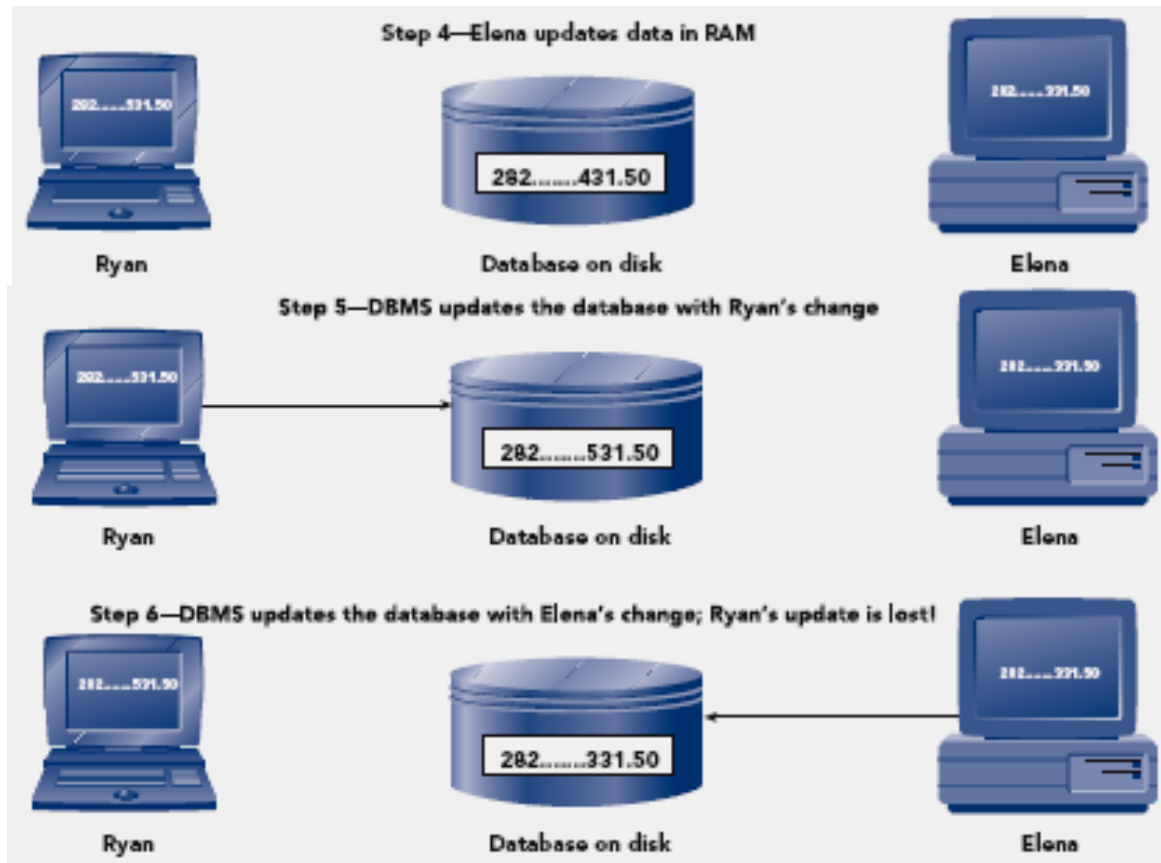 Step 4—Elena updates data in RAM
282......531.50
282.......431.50
282......331.50
Ryan
Database on disk
Elena
Step 5—DBMS updates the database with Ryan's change
282......531.50
282.......531.50
282......331.50
Ryan
Database on disk
Elena
Step 6—DBMS updates the database with Elena's change; Ryan's update is lost!
282......531.50
282.......331.50
282......331.50
Ryan
Database on disk
Elena